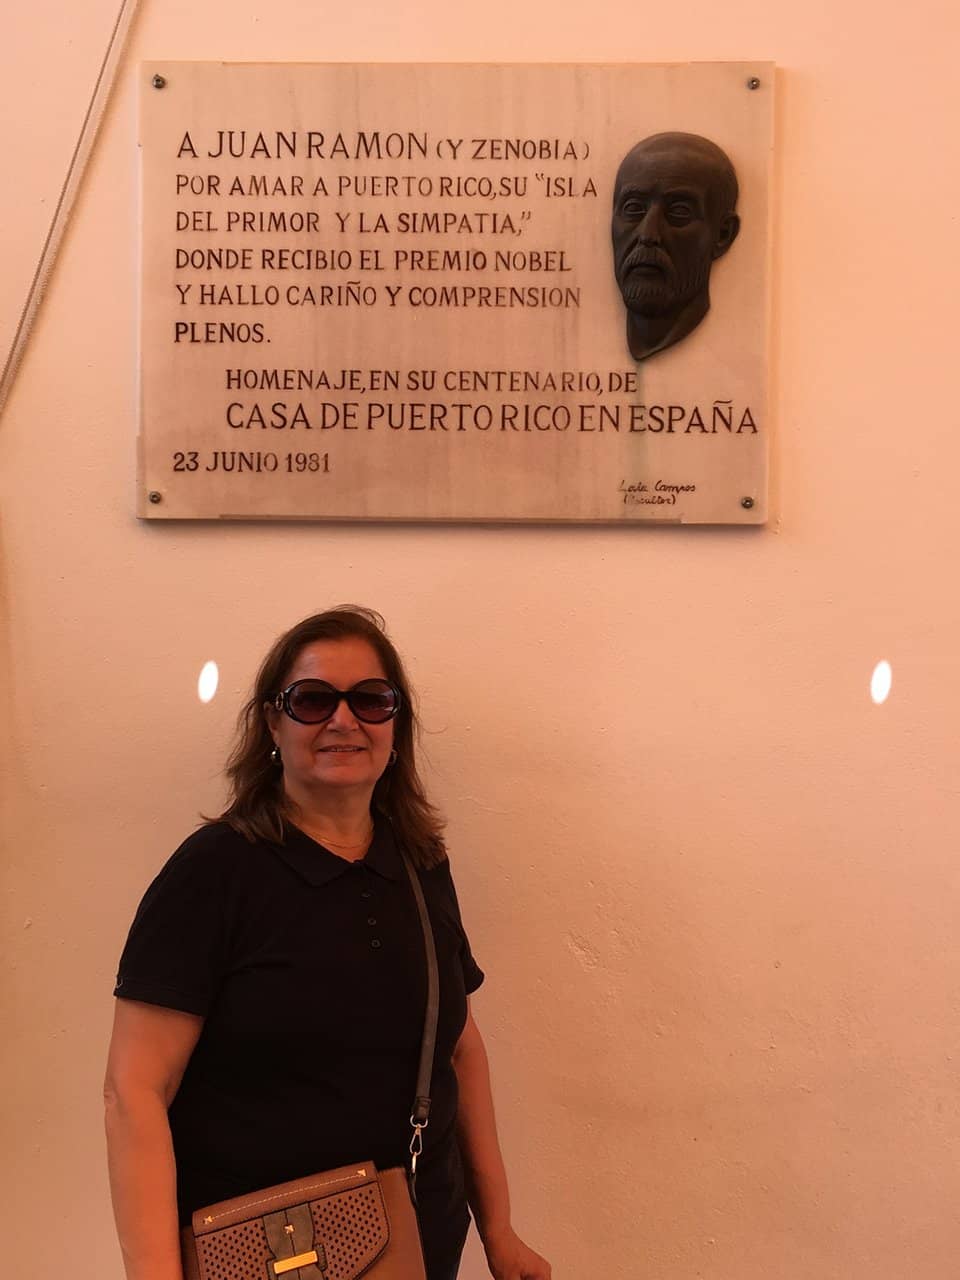 A JUAN RAMON (Y ZENOBIA)
POR AMAR A PUERTO RICO, SU "ISLA
DEL PRIMOR Y LA SIMPATIA,"
DONDE RECIBIO EL PREMIO NOBEL
Y HALLO CARIÑO Y COMPRENSION
PLENOS.
HOMENAJE, EN SU CENTENARIO, DE
CASA DE PUERTO RICO EN ESPAÑA
23 JUNIO 1981
Campos